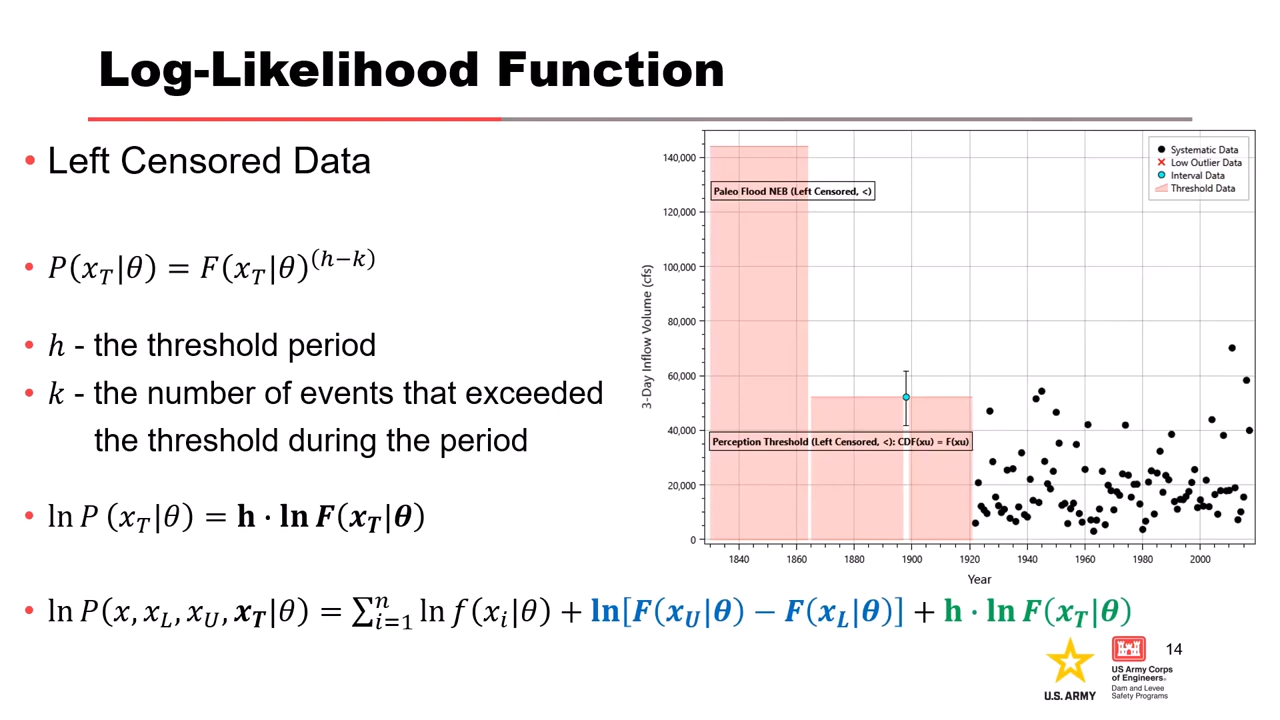 Log-Likelihood Function
• Left Censored Data
• P(x_T|θ) = F(x_T|θ)^(h−k)
• h - the threshold period
• k - the number of events that exceeded
the threshold during the period
• ln P (x_T|θ) = h · ln F(x_T|θ)
• ln P(x, x_L, x_U, x_T|θ) = ∑_{i=1}^{n} ln f(x_i|θ) + ln[F(x_U|θ) − F(x_L|θ)] + h · ln F(x_T|θ)
Systematic Data
Low Outlier Data
Interval Data
Threshold Data
Paleo Flood NEB (Left Censored, <)
Perception Threshold (Left Censored, <): CDF(xu) = F(xu)
3-Day Inflow Volume (cfs)
140,000
120,000
100,000
80,000
60,000
40,000
20,000
0
1840 1860 1880 1900 1920 1940 1960 1980 2000
Year
14
U.S. ARMY
US Army Corps
of Engineers®
Dam and Levee
Safety Programs